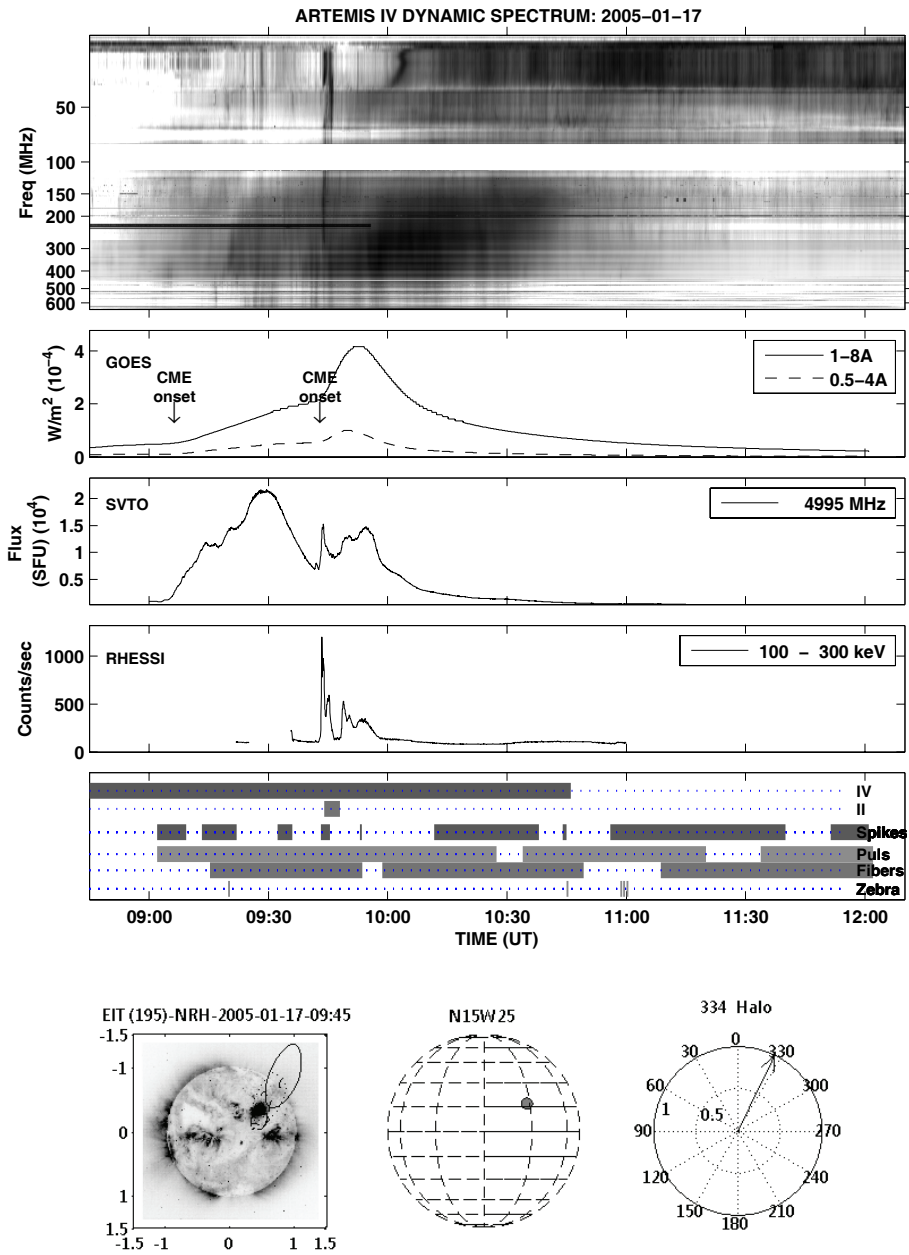 ARTEMIS IV DYNAMIC SPECTRUM: 2005−01−17
Freq (MHz)
50
100
150
200
300
400
500
600
W/m² (10⁻⁴)
4
2
0
GOES
CME onset
CME onset
1−8A
0.5−4A
Flux (SFU) (10⁴)
2
1.5
1
0.5
SVTO
4995 MHz
Counts/sec
1000
500
0
RHESSI
100 − 300 keV
IV
II
Spikes
Puls
Fibers
Zebra
09:00 09:30 10:00 10:30 11:00 11:30 12:00
TIME (UT)
EIT (195)-NRH-2005-01-17-09:45
-1.5
-1
0
1
1.5
-1.5 -1 0 1 1.5
N15W25
334 Halo
0
30 330
60 300
1 0.5
90 270
120 240
150 210
180